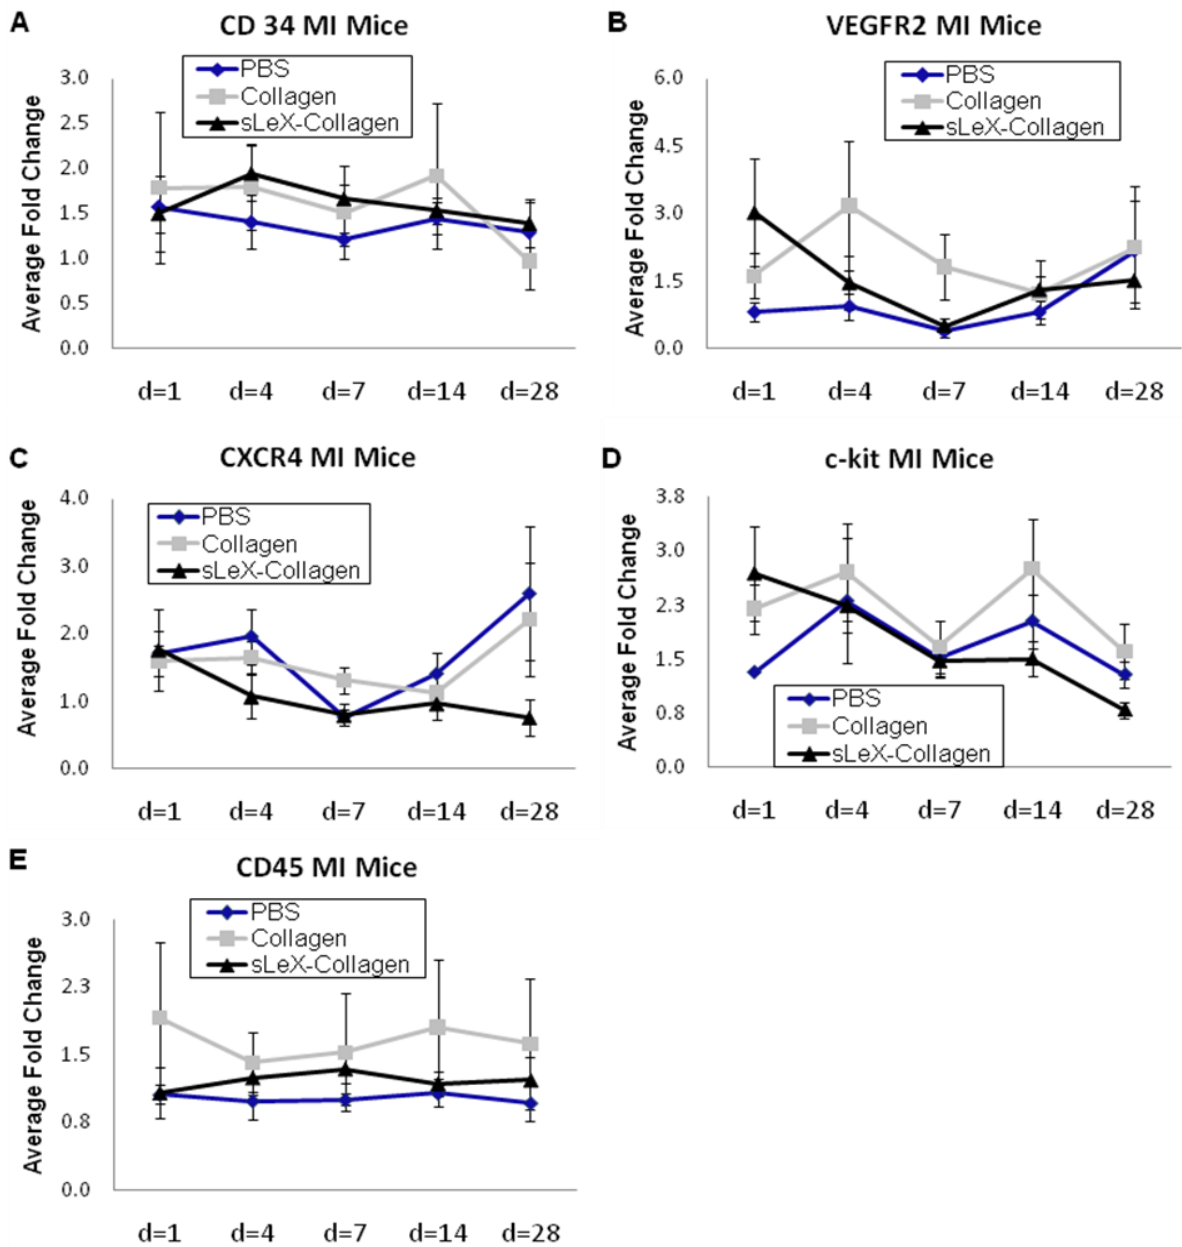 A
CD 34 MI Mice
PBS
Collagen
sLeX-Collagen
Average Fold Change
3.0
2.5
2.0
1.5
1.0
0.5
0.0
d=1 d=4 d=7 d=14 d=28
B
VEGFR2 MI Mice
PBS
Collagen
sLeX-Collagen
Average Fold Change
6.0
4.5
3.0
1.5
0.0
d=1 d=4 d=7 d=14 d=28
C
CXCR4 MI Mice
PBS
Collagen
sLeX-Collagen
Average Fold Change
4.0
3.0
2.0
1.0
0.0
d=1 d=4 d=7 d=14 d=28
D
c-kit MI Mice
Average Fold Change
3.8
3.0
2.3
1.5
0.8
0.0
PBS
Collagen
sLeX-Collagen
d=1 d=4 d=7 d=14 d=28
E
CD45 MI Mice
PBS
Collagen
sLeX-Collagen
Average Fold Change
3.0
2.3
1.5
0.8
0.0
d=1 d=4 d=7 d=14 d=28